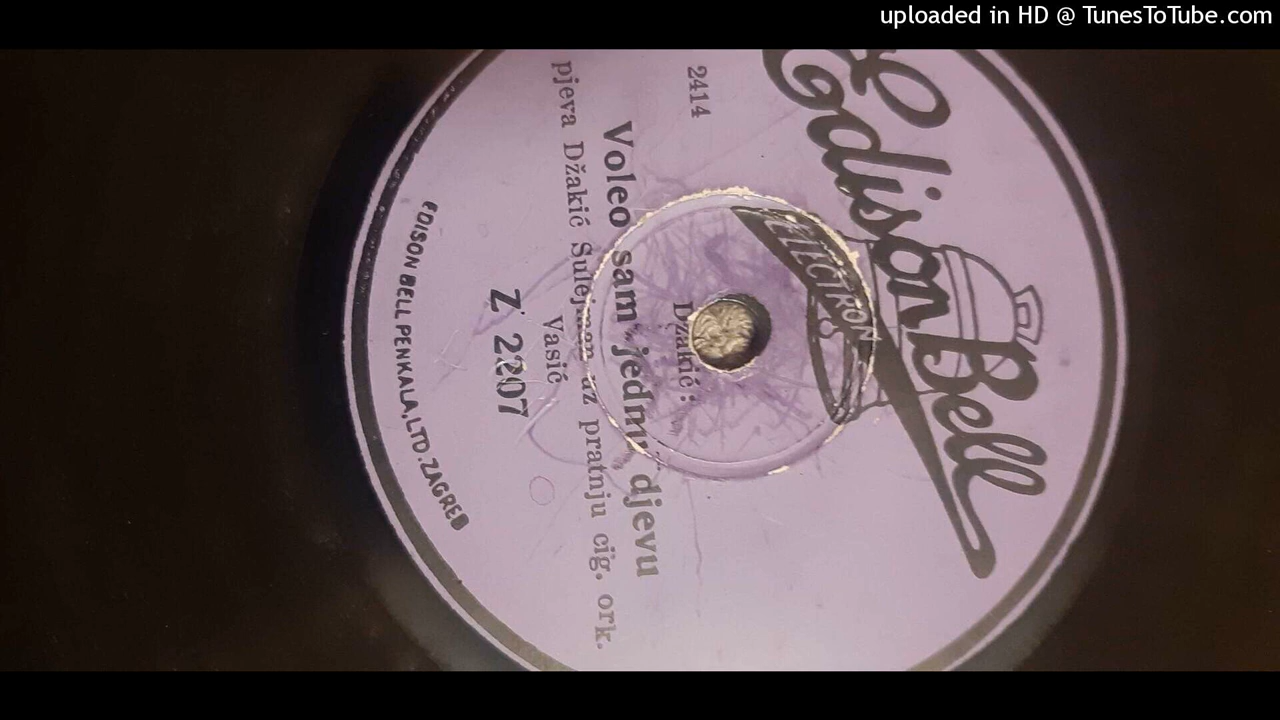 uploaded in HD @ TunesToTube.com
Edison Bell
ELECTRON
2414
Džakić:
Voleo sam jednu djevu
pjeva Džakić Sulejman uz pratnju cig. ork.
Vasić
Z 2207
EDISON BELL PENKALA, LTD. ZAGREB